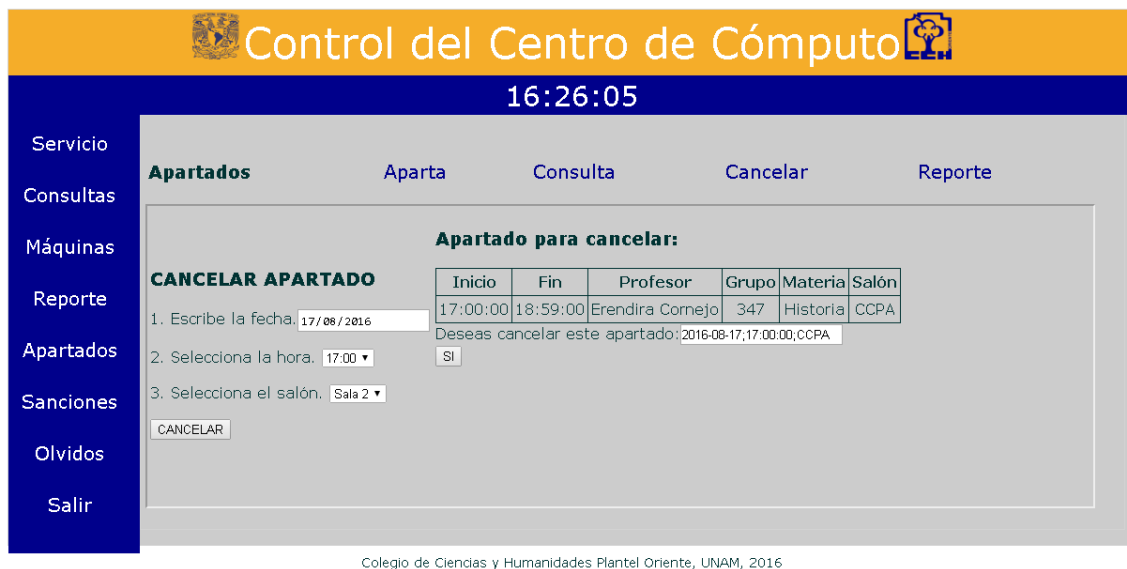 Control del Centro de Cómputo
16:26:05
Servicio
Consultas
Máquinas
Reporte
Apartados
Sanciones
Olvidos
Salir
Apartados Aparta Consulta Cancelar Reporte
CANCELAR APARTADO
1. Escribe la fecha. 17/08/2016
2. Selecciona la hora. 17:00
3. Selecciona el salón. Sala 2
CANCELAR
Apartado para cancelar:
Inicio Fin Profesor Grupo Materia Salón
17:00:00 18:59:00 Erendira Cornejo 347 Historia CCPA
Deseas cancelar este apartado: 2016-08-17;17:00:00;CCPA
SI
Colegio de Ciencias y Humanidades Plantel Oriente, UNAM, 2016